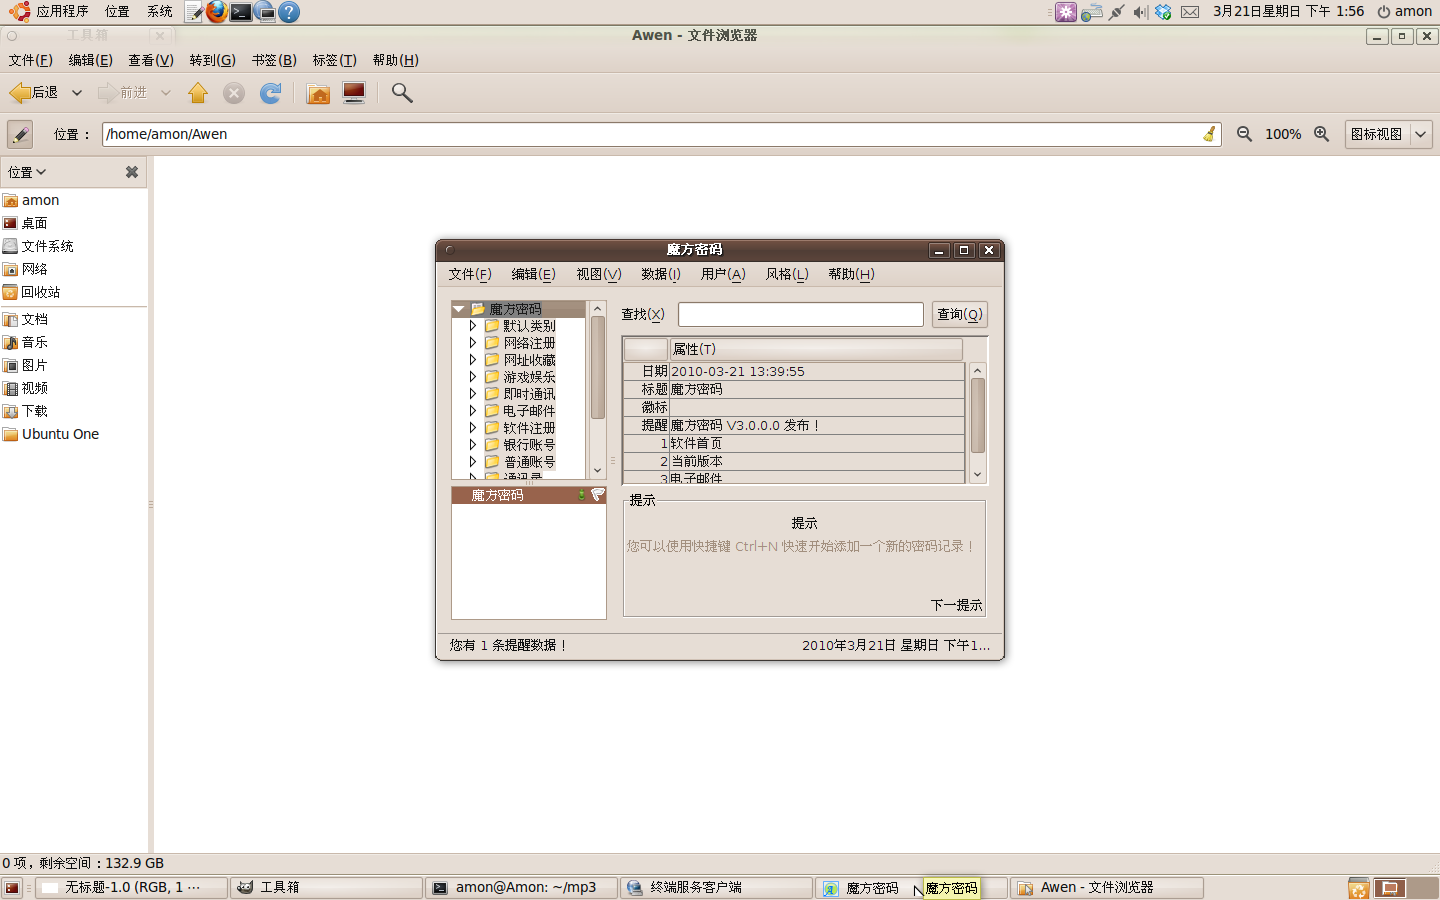 应用程序 位置 系统 3月21日星期日 下午 1:56 amon
工具箱 Awen - 文件浏览器
文件(F) 编辑(E) 查看(V) 转到(G) 书签(B) 标签(T) 帮助(H)
后退 前进
位置： /home/amon/Awen 100% 图标视图
位置
amon
桌面
文件系统
网络
回收站
文档
音乐
图片
视频
下载
Ubuntu One
魔方密码
文件(F) 编辑(E) 视图(V) 数据(I) 用户(A) 风格(L) 帮助(H)
魔方密码
默认类别
网络注册
网址收藏
游戏娱乐
即时通讯
电子邮件
软件注册
银行账号
普通账号
通讯录
魔方密码
查找(X) 查询(Q)
属性(T)
日期 2010-03-21 13:39:55
标题 魔方密码
徽标
提醒 魔方密码 V3.0.0.0 发布！
1 软件首页
2 当前版本
3 电子邮件
提示
提示
您可以使用快捷键 Ctrl+N 快速开始添加一个新的密码记录！
下一提示
您有 1 条提醒数据！ 2010年3月21日 星期日 下午1...
0 项，剩余空间：132.9 GB
无标题-1.0 (RGB, 1 ⋯ 工具箱 amon@Amon: ~/mp3 终端服务客户端 魔方密码 魔方密码 Awen - 文件浏览器